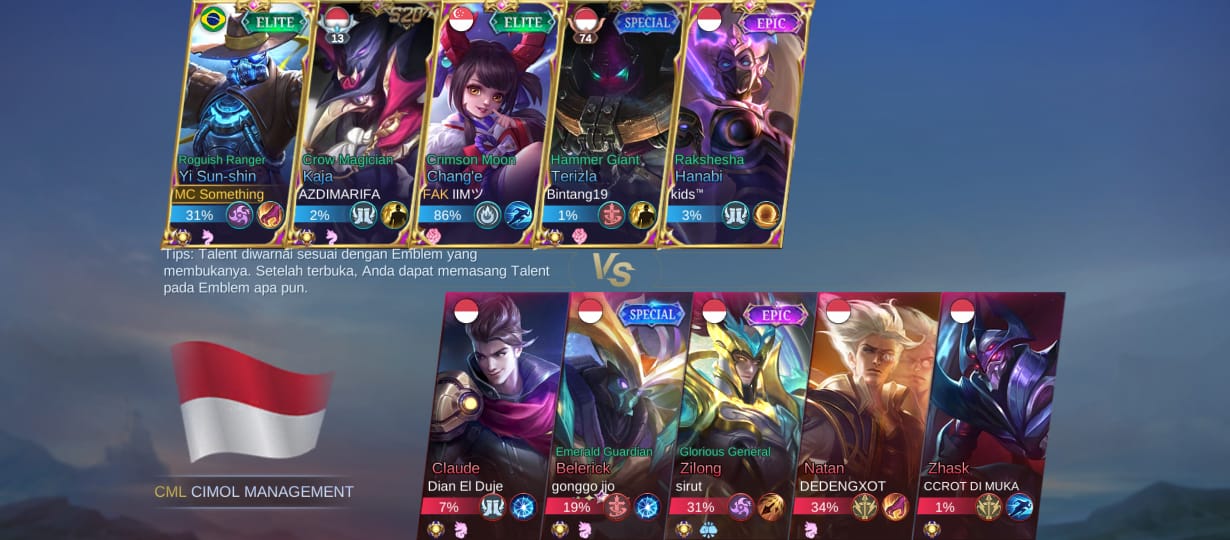 ELITE
S20
ELITE
SPECIAL
EPIC
13
74
Roguish Ranger
Crow Magician
Crimson Moon
Hammer Giant
Rakshesha
Yi Sun-shin
Kaja
Chang'e
Terizla
Hanabi
MC Something
AZDIMARIFA
FAK IIMツ
Bintang19
kids™
31%
2%
86%
1%
3%
Tips: Talent diwarnai sesuai dengan Emblem yang
membukanya. Setelah terbuka, Anda dapat memasang Talent
pada Emblem apa pun.
VS
SPECIAL
EPIC
Emerald Guardian
Glorious General
Claude
Belerick
Zilong
Natan
Zhask
Dian El Duje
gonggo jjo
sirut
DEDENGXOT
CCROT DI MUKA
7%
19%
31%
34%
1%
CML CIMOL MANAGEMENT